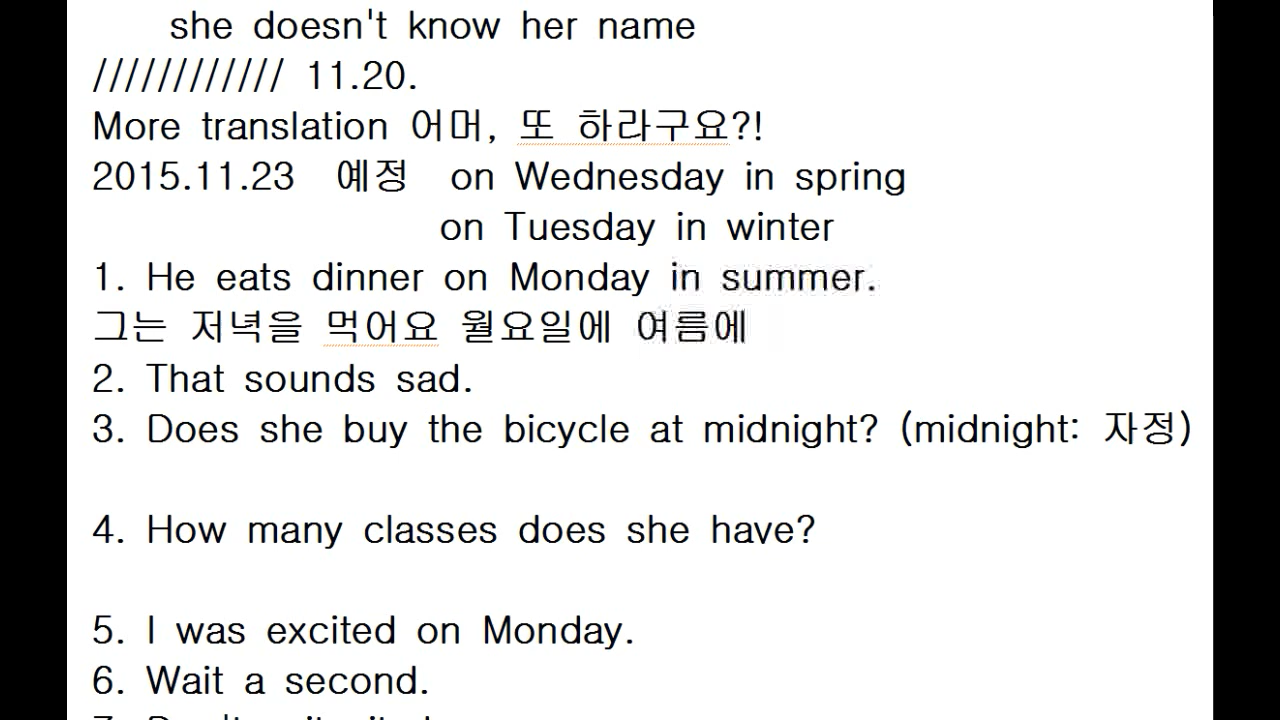 she doesn't know her name
//////////// 11.20.
More translation 어머, 또 하라구요?!
2015.11.23 예정 on Wednesday in spring
on Tuesday in winter
1. He eats dinner on Monday in summer.
그는 저녁을 먹어요 월요일에 여름에
2. That sounds sad.
3. Does she buy the bicycle at midnight? (midnight: 자정)
4. How many classes does she have?
5. I was excited on Monday.
6. Wait a second.